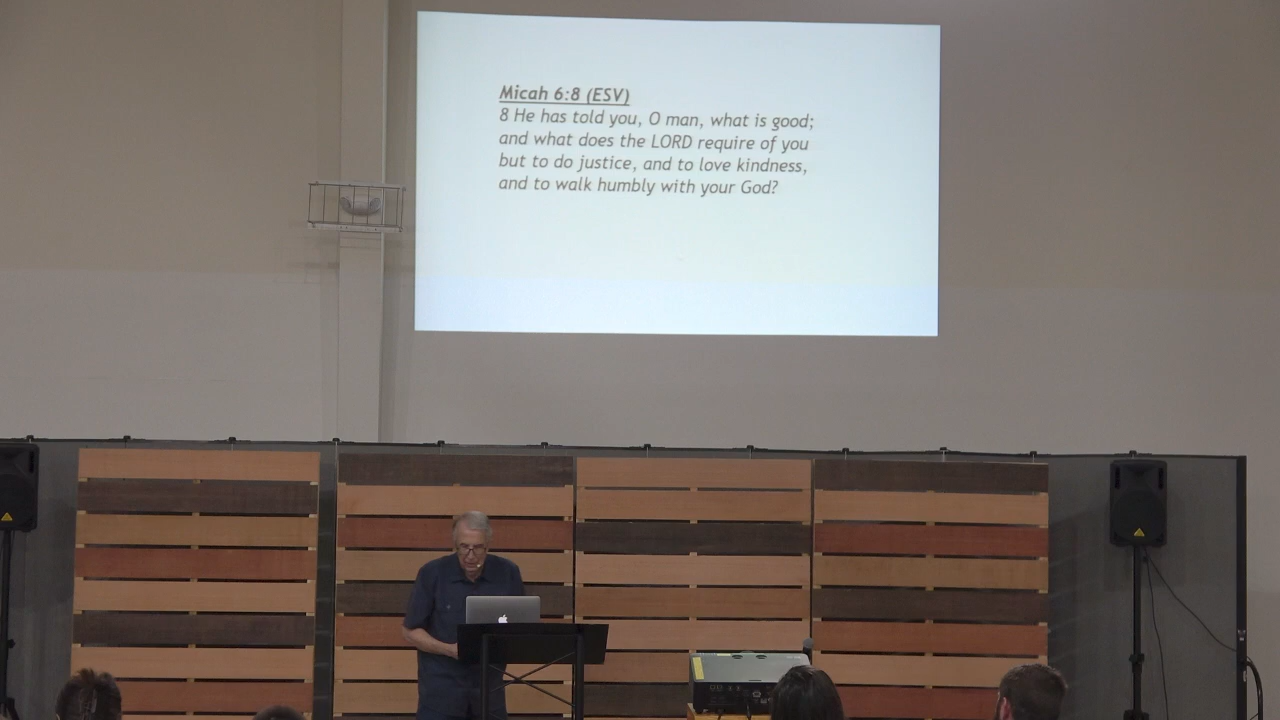 Micah 6:8 (ESV)
8 He has told you, O man, what is good;
and what does the LORD require of you
but to do justice, and to love kindness,
and to walk humbly with your God?